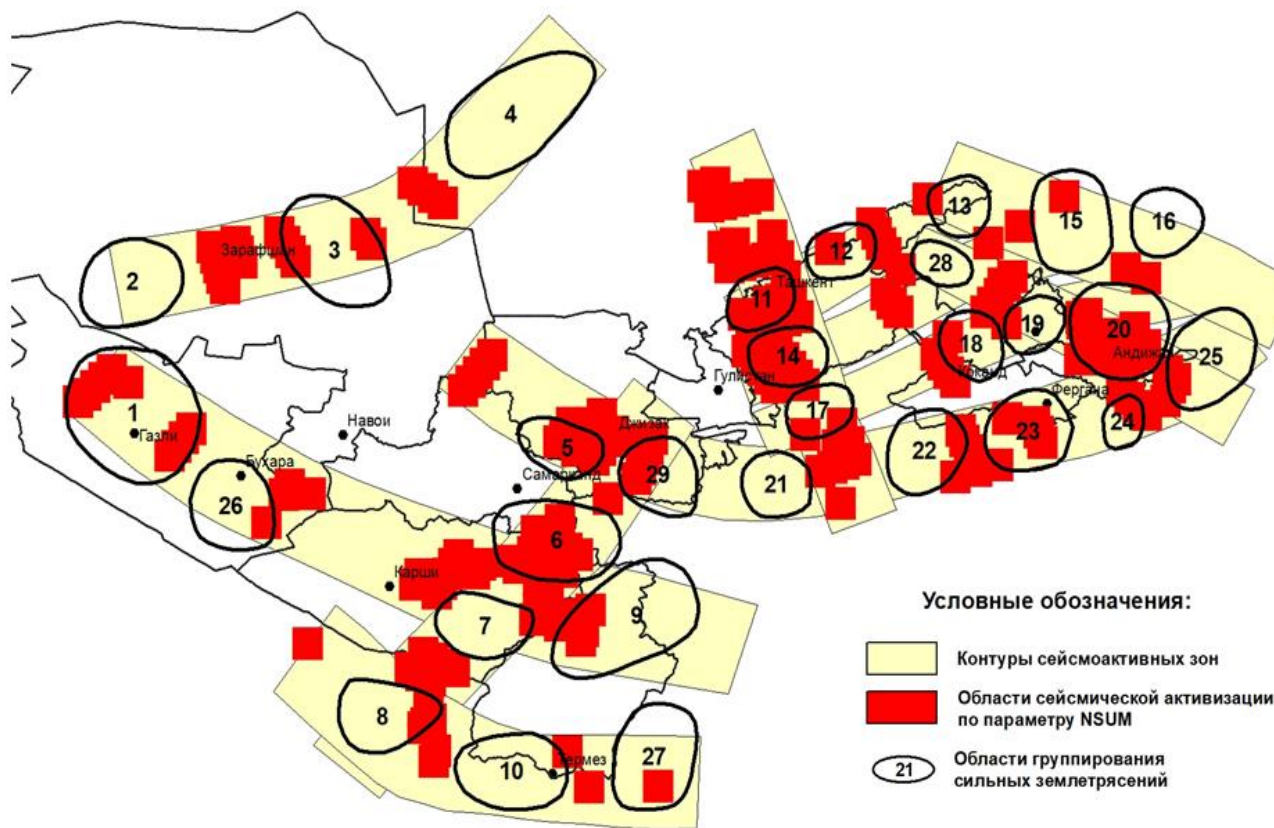 4
13
15
16
12
28
Зарафшан
3
2
Ташкент
11
19
20
18
14
Андижан
25
Коканд
Гулистан
Фергана
17
1
Газли
Навои
Джизак
5
24
23
22
29
21
Бухара
Самарканд
26
6
Карши
9
7
8
27
10
Термез
Условные обозначения:
Контуры сейсмоактивных зон
Области сейсмической активизации
по параметру NSUM
21
Области группирования
сильных землетрясений